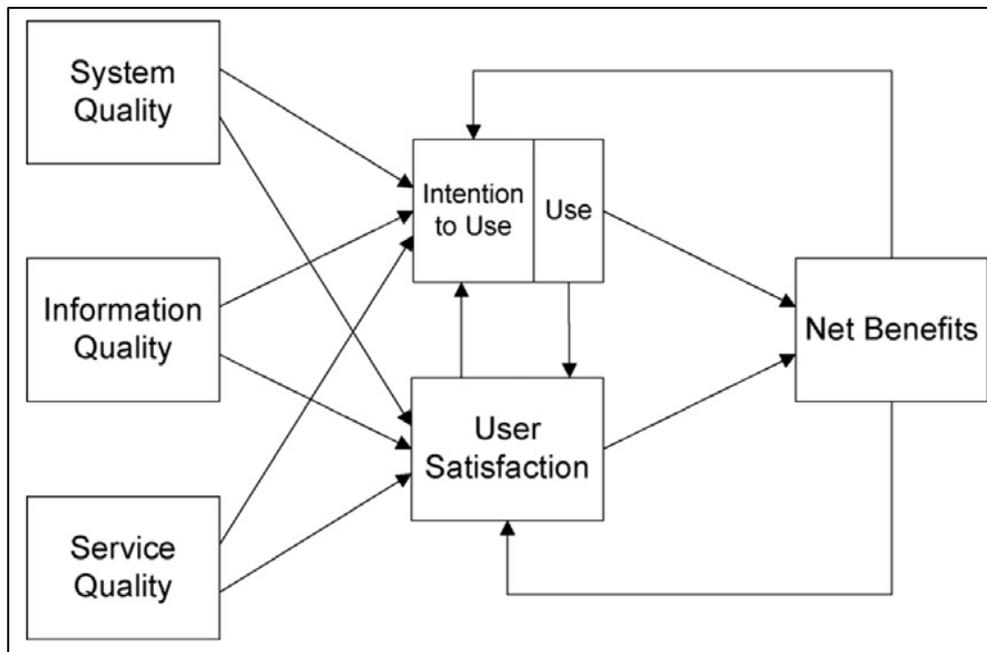 System
Quality
Intention
to Use
Use
Information
Quality
Net Benefits
User
Satisfaction
Service
Quality